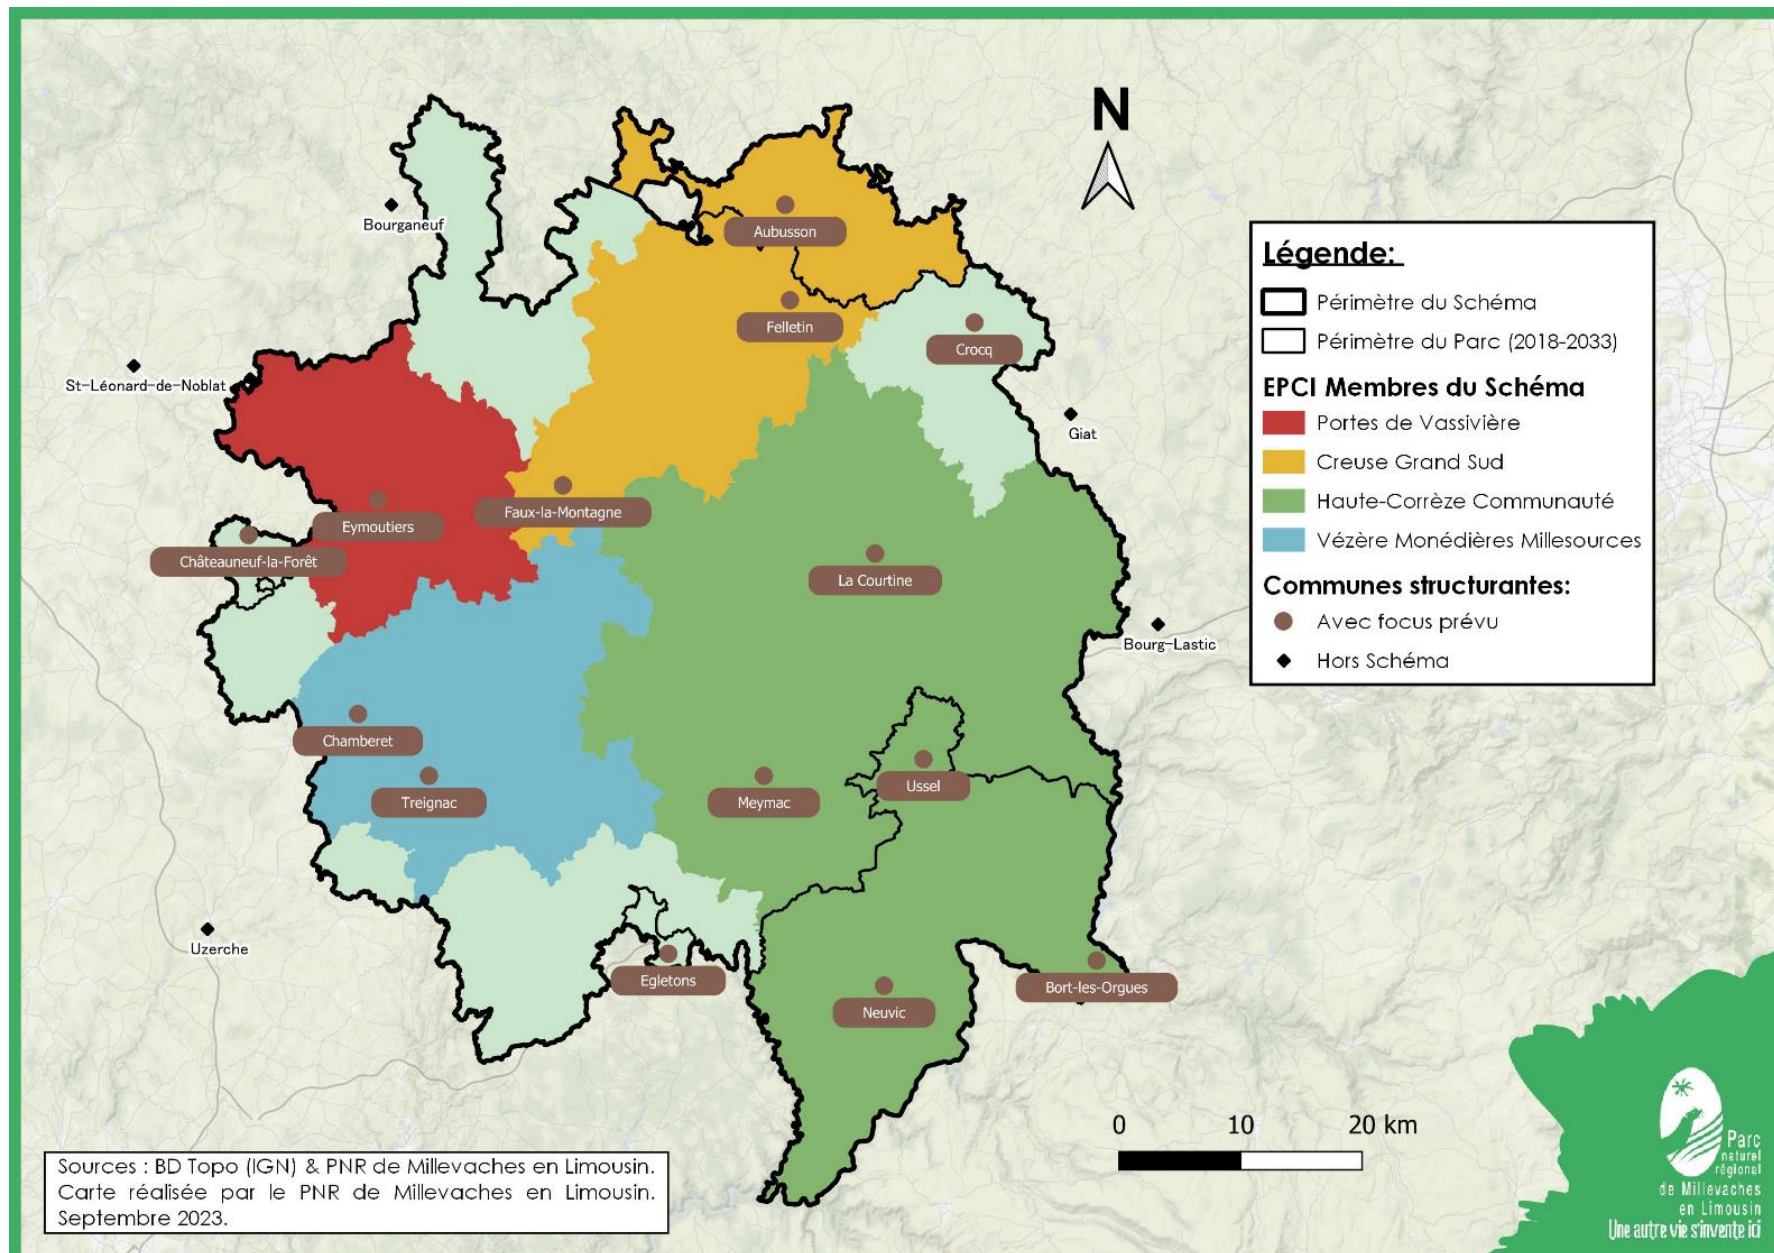 N
Bourganeuf
Aubusson
Felletin
Crocq
St-Léonard-de-Noblat
Giat
Faux-la-Montagne
Eymoutiers
Châteauneuf-la-Forêt
La Courtine
Bourg-Lastic
Chamberet
Treignac
Meymac
Ussel
Uzerche
Egletons
Neuvic
Bort-les-Orgues
Légende:
Périmètre du Schéma
Périmètre du Parc (2018-2033)
EPCI Membres du Schéma
Portes de Vassivière
Creuse Grand Sud
Haute-Corrèze Communauté
Vézère Monédières Millesources
Communes structurantes:
Avec focus prévu
Hors Schéma
0 10 20 km
Sources : BD Topo (IGN) & PNR de Millevaches en Limousin.
Carte réalisée par le PNR de Millevaches en Limousin.
Septembre 2023.
Parc
naturel
régional
de Millevaches
en Limousin
Une autre vie s'invente ici